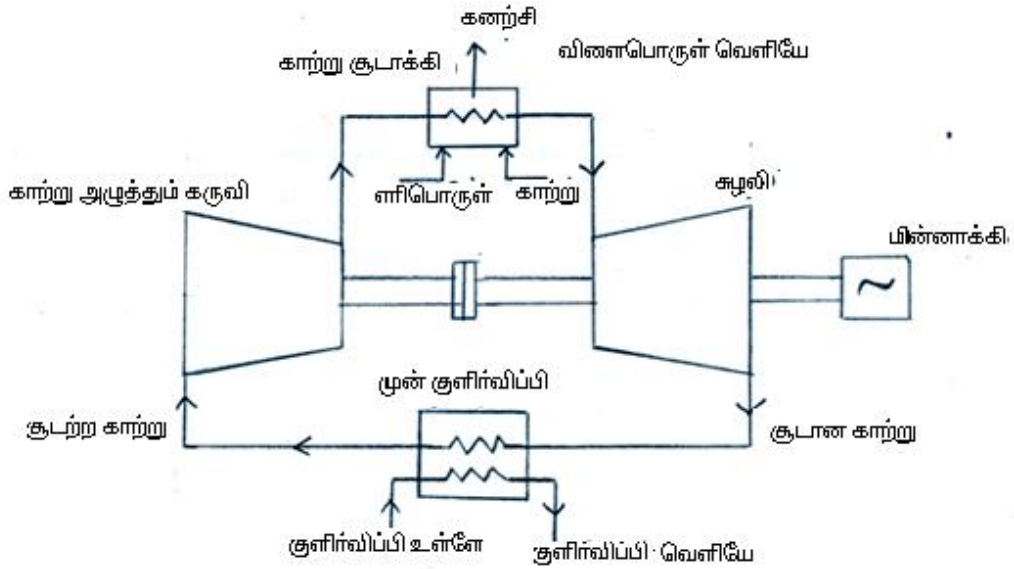 கனற்சி
விளைபொருள் வெளியே
காற்று சூடாக்கி
எரிபொருள்
காற்று
காற்று அழுத்தும் கருவி
சுழலி
மின்னாக்கி
முன் குளிர்விப்பி
சூடற்ற காற்று
சூடான காற்று
குளிர்விப்பி உள்ளே
குளிர்விப்பி வெளியே